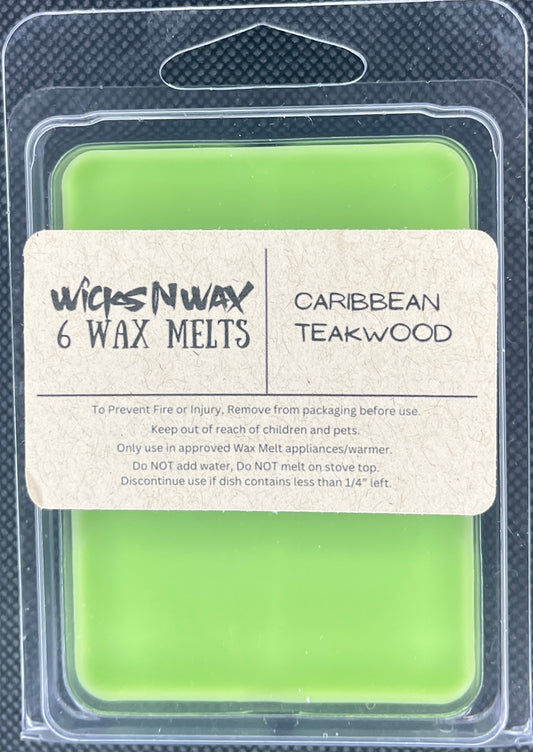 WICKS N WAX
6 WAX MELTS
CARIBBEAN
TEAKWOOD
To Prevent Fire or Injury, Remove from packaging before use.
Keep out of reach of children and pets.
Only use in approved Wax Melt appliances/warmer.
Do NOT add water, Do NOT melt on stove top.
Discontinue use if dish contains less than 1/4" left.